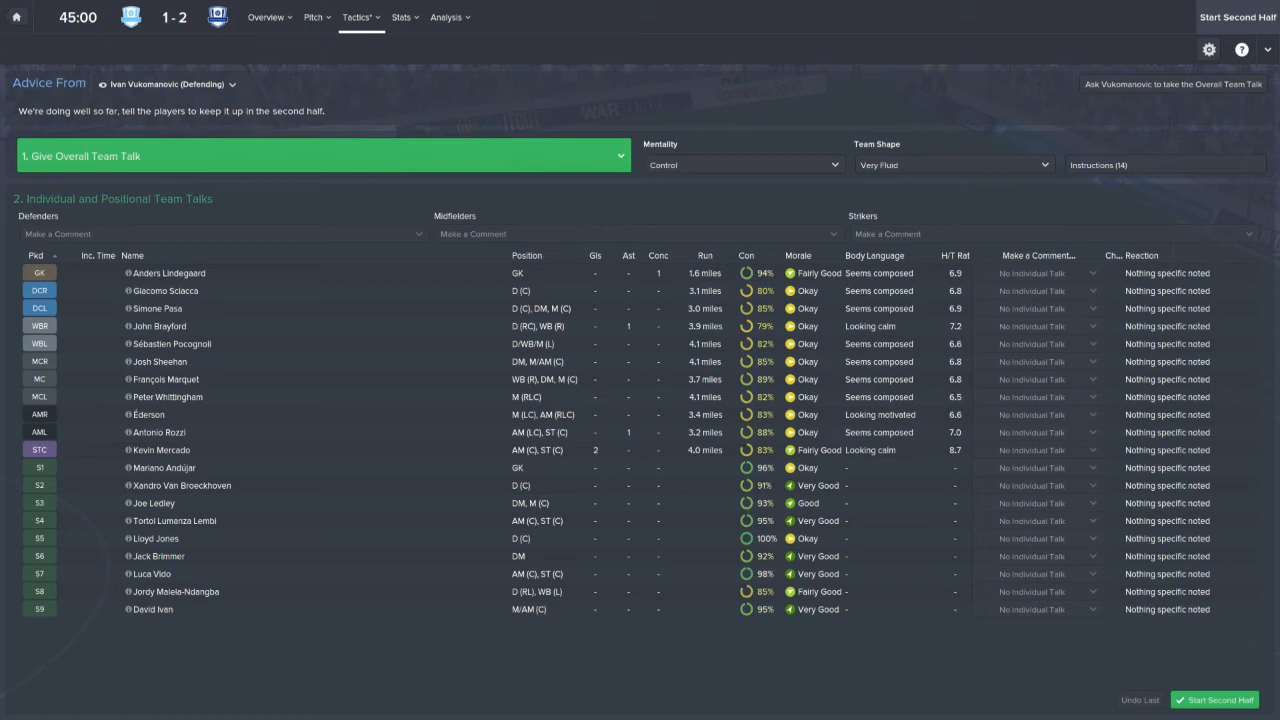 45:00 1 - 2 Overview Pitch Tactics* Stats Analysis Start Second Half
?
Advice From Ivan Vukomanovic (Defending) Ask Vukomanovic to take the Overall Team Talk
We're doing well so far, tell the players to keep it up in the second half.
Mentality Team Shape
1. Give Overall Team Talk Control Very Fluid Instructions (14)
2. Individual and Positional Team Talks
Defenders Midfielders Strikers
Make a Comment Make a Comment Make a Comment
Pkd Inc. Time Name Position Gls Ast Conc Run Con Morale Body Language H/T Rat Make a Comment... Ch... Reaction
GK Anders Lindegaard GK - - 1 1.6 miles 94% Fairly Good Seems composed 6.9 No Individual Talk Nothing specific noted
DCR Giacomo Sciacca D (C) - - - 3.1 miles 80% Okay Seems composed 6.8 No Individual Talk Nothing specific noted
DCL Simone Pasa D (C), DM, M (C) - - - 3.0 miles 85% Okay Seems composed 6.9 No Individual Talk Nothing specific noted
WBR John Brayford D (RC), WB (R) - 1 - 3.9 miles 79% Okay Looking calm 7.2 No Individual Talk Nothing specific noted
WBL Sébastien Pocognoli D/WB/M (L) - - - 4.1 miles 82% Okay Seems composed 6.6 No Individual Talk Nothing specific noted
MCR Josh Sheehan DM, M/AM (C) - - - 4.1 miles 85% Okay Seems composed 6.8 No Individual Talk Nothing specific noted
MC François Marquet WB (R), DM, M (C) - - - 3.7 miles 89% Okay Seems composed 6.8 No Individual Talk Nothing specific noted
MCL Peter Whittingham M (RLC) - - - 4.1 miles 82% Okay Seems composed 6.5 No Individual Talk Nothing specific noted
AMR Éderson M (LC), AM (RLC) - - - 3.4 miles 83% Okay Looking motivated 6.6 No Individual Talk Nothing specific noted
AML Antonio Rozzi AM (LC), ST (C) - 1 - 3.2 miles 88% Okay Seems composed 7.0 No Individual Talk Nothing specific noted
STC Kevin Mercado AM (C), ST (C) 2 - - 4.0 miles 83% Fairly Good Looking calm 8.7 No Individual Talk Nothing specific noted
S1 Mariano Andújar GK - - - 96% Okay - - No Individual Talk Nothing specific noted
S2 Xandro Van Broeckhoven D (C) - - - 91% Very Good - - No Individual Talk Nothing specific noted
S3 Joe Ledley DM, M (C) - - - 93% Good - - No Individual Talk Nothing specific noted
S4 Tortol Lumanza Lembi AM (C), ST (C) - - - 95% Very Good - - No Individual Talk Nothing specific noted
S5 Lloyd Jones D (C) - - - 100% Okay - - No Individual Talk Nothing specific noted
S6 Jack Brimmer DM - - - 92% Very Good - - No Individual Talk Nothing specific noted
S7 Luca Vido AM (C), ST (C) - - - 98% Very Good - - No Individual Talk Nothing specific noted
S8 Jordy Malela-Ndangba D (RL), WB (L) - - - 85% Fairly Good - - No Individual Talk Nothing specific noted
S9 David Ivan M/AM (C) - - - 95% Very Good - - No Individual Talk Nothing specific noted
Undo Last Start Second Half